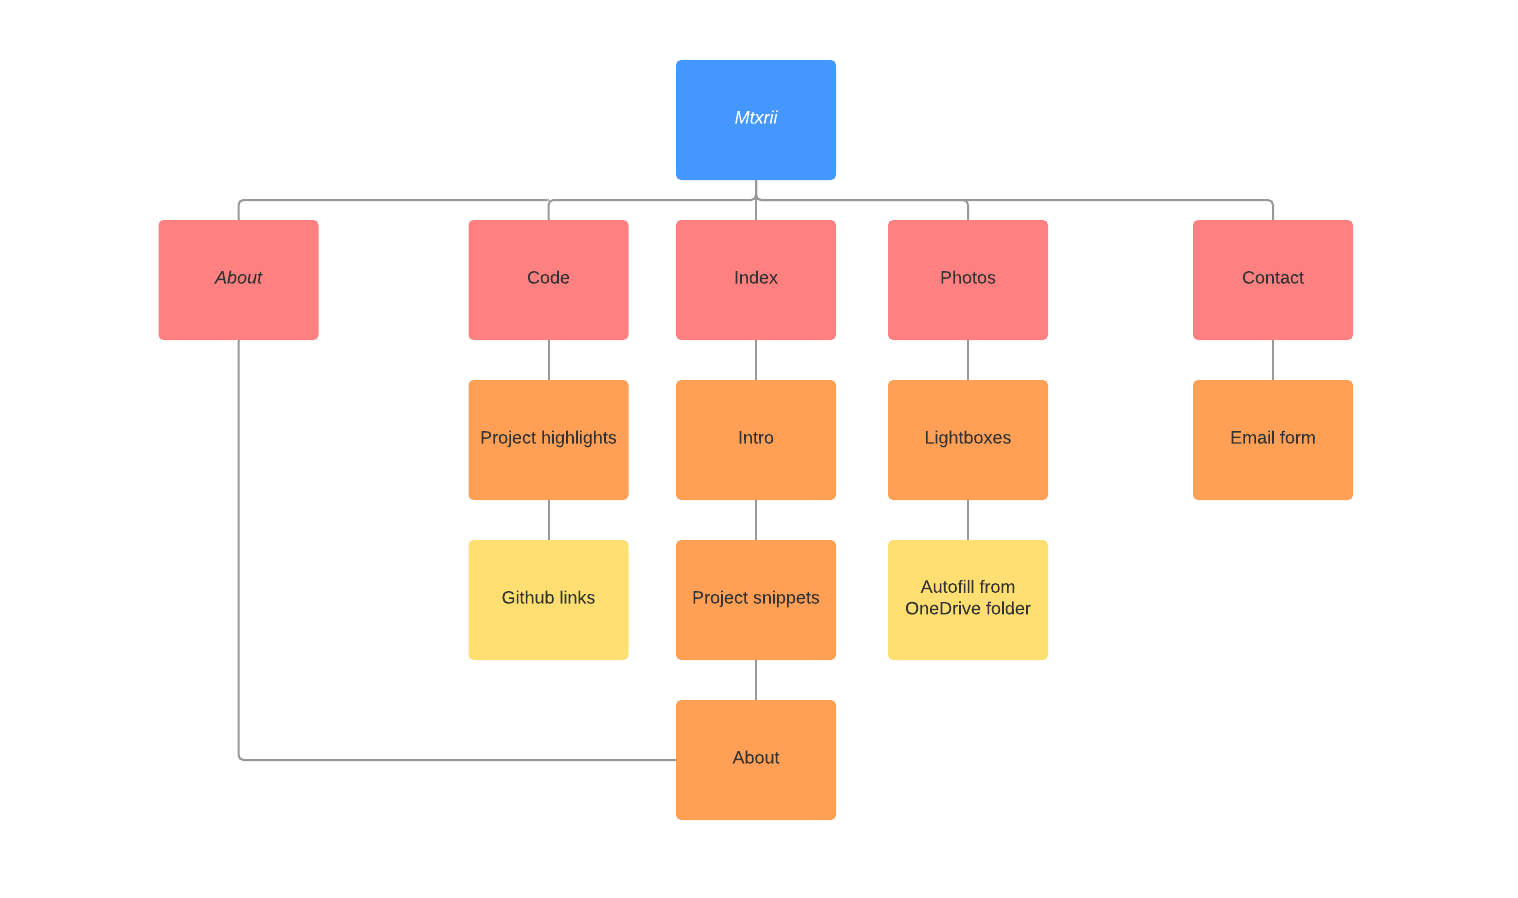 Mtxrii
About
Code
Index
Photos
Contact
Project highlights
Intro
Lightboxes
Email form
Github links
Project snippets
Autofill from
OneDrive folder
About